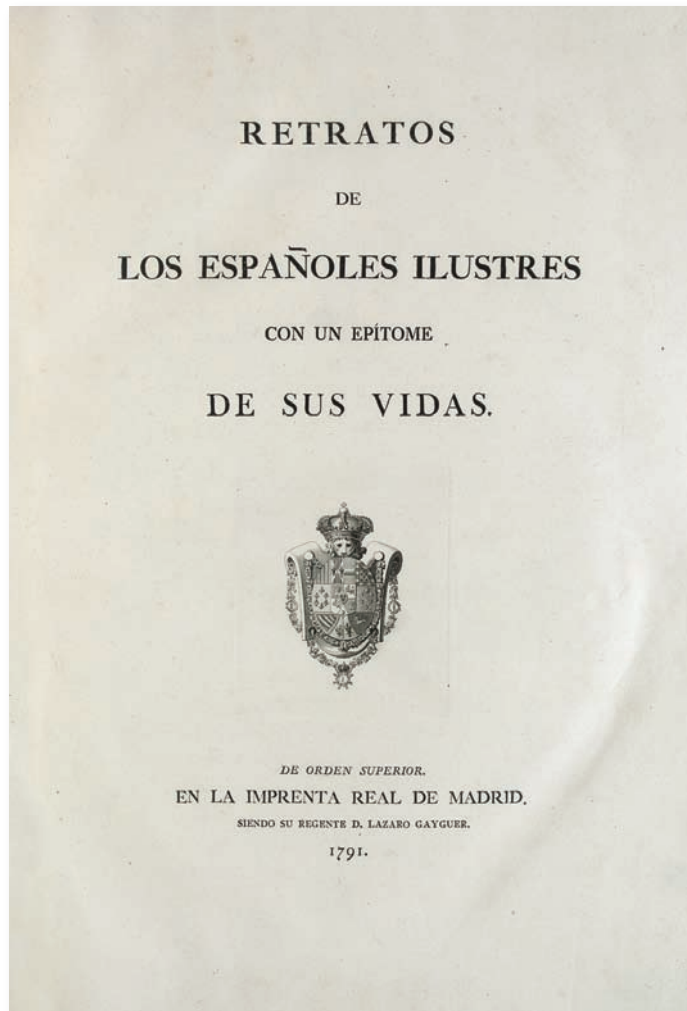 RETRATOS
DE
LOS ESPAÑOLES ILUSTRES
CON UN EPÍTOME
DE SUS VIDAS.
DE ORDEN SUPERIOR.
EN LA IMPRENTA REAL DE MADRID.
SIENDO SU REGENTE D. LAZARO GAYGUER.
1791.